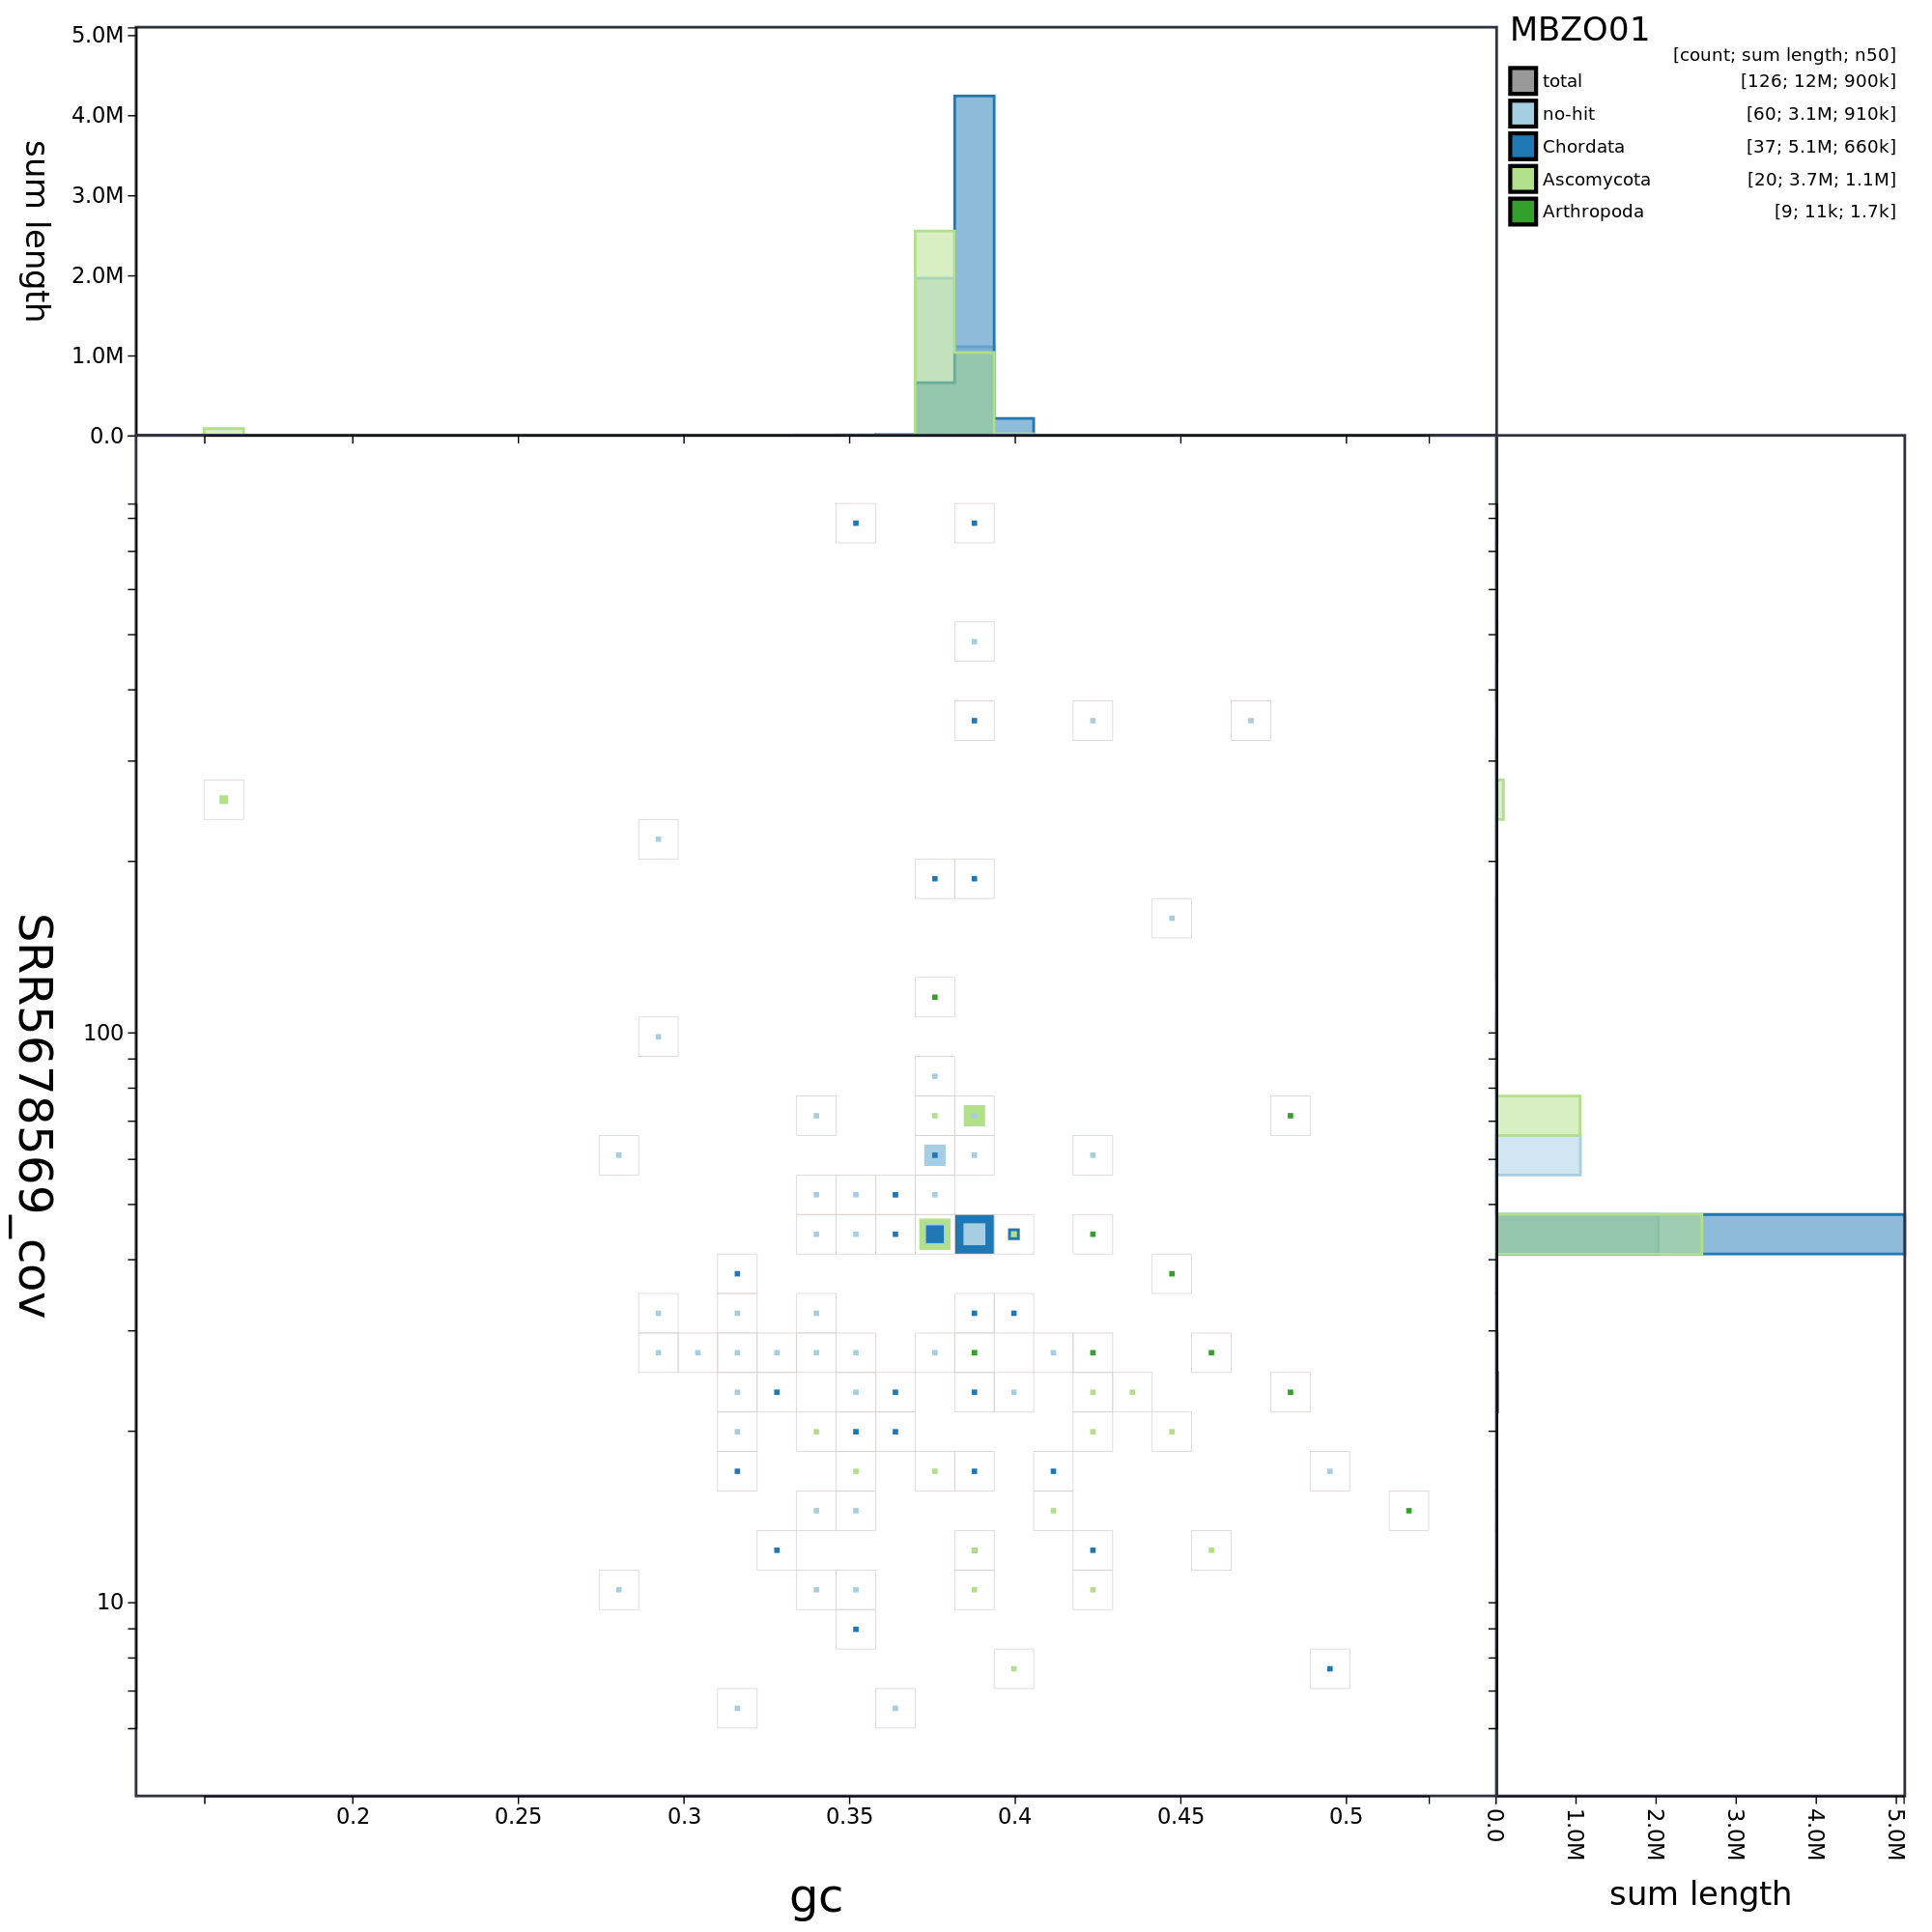 MBZO01
[count; sum length; n50]
total [126; 12M; 900k]
no-hit [60; 3.1M; 910k]
Chordata [37; 5.1M; 660k]
Ascomycota [20; 3.7M; 1.1M]
Arthropoda [9; 11k; 1.7k]
sum length
5.0M
4.0M
3.0M
2.0M
1.0M
0.0
SRR5678569_cov
100
10
0.2 0.25 0.3 0.35 0.4 0.45 0.5
gc
0.0 1.0M 2.0M 3.0M 4.0M 5.0M
sum length